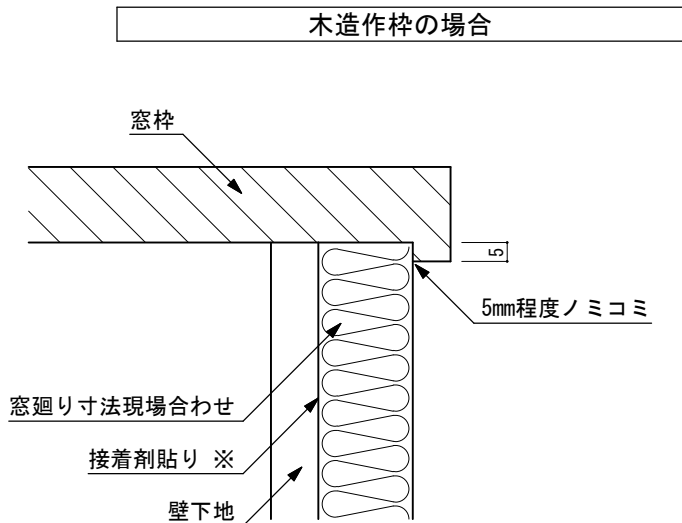 木造作枠の場合
窓枠
5
5mm程度ノミコミ
窓廻り寸法現場合わせ
接着剤貼り ※
壁下地